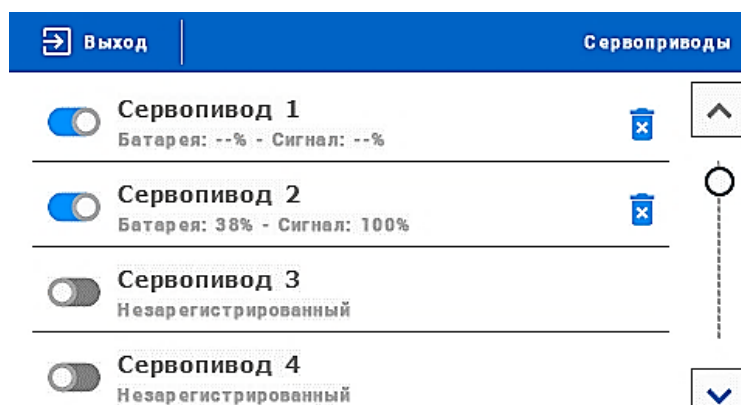 Выход
Сервоприводы
Сервопивод 1
Батарея: --% - Сигнал: --%
Сервопивод 2
Батарея: 38% - Сигнал: 100%
Сервопивод 3
Незарегистрированный
Сервопивод 4
Незарегистрированный